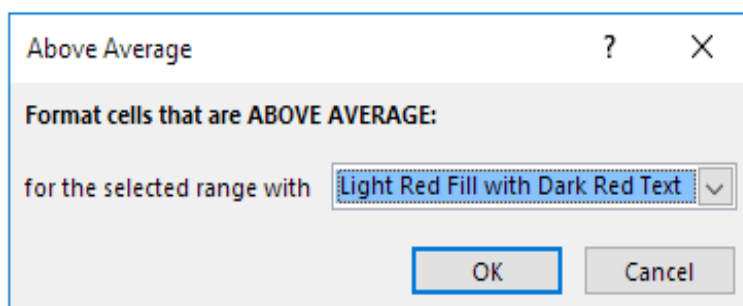 Above Average ?
Format cells that are ABOVE AVERAGE:
for the selected range with Light Red Fill with Dark Red Text
OK Cancel